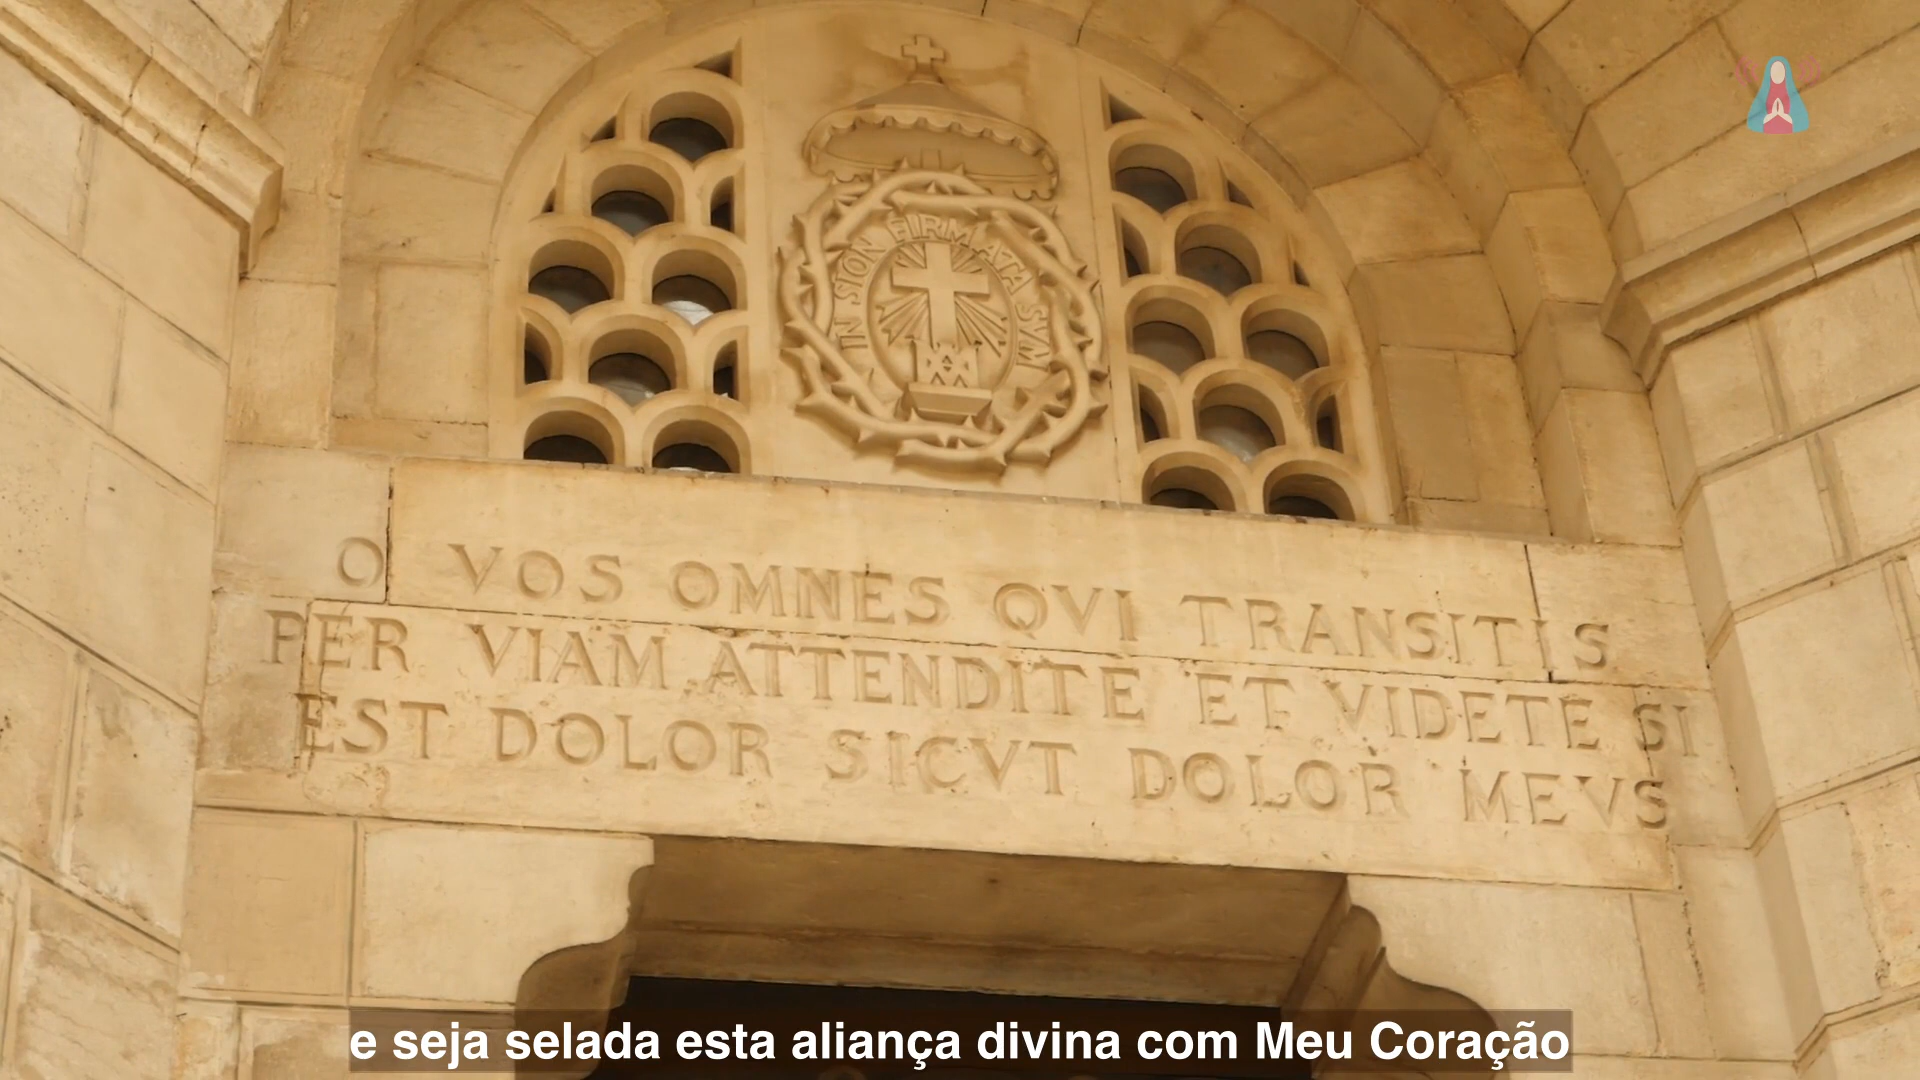 IN SION FIRMATA SVM
O VOS OMNES QVI TRANSITIS
PER VIAM ATTENDITE ET VIDETE SI
EST DOLOR SICVT DOLOR MEVS
e seja selada esta aliança divina com Meu Coração